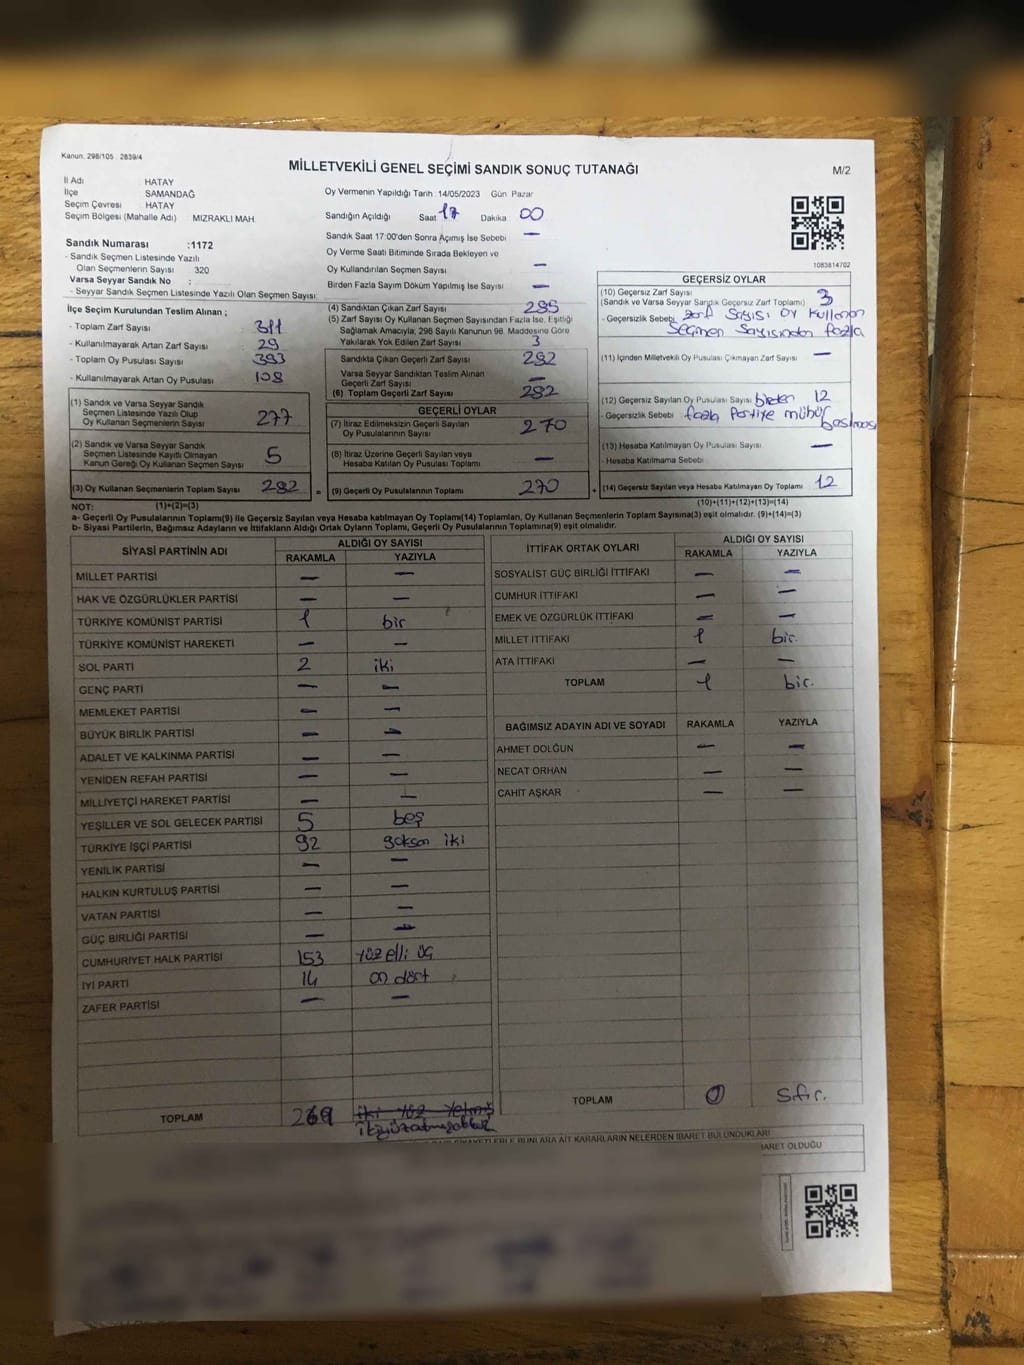 Kanun: 298/105 2839/4
MİLLETVEKİLİ GENEL SEÇİMİ SANDIK SONUÇ TUTANAĞI
M/2
İl Adı HATAY
İlçe SAMANDAĞ
Seçim Çevresi HATAY
Seçim Bölgesi (Mahalle Adı) MIZRAKLI MAH.
Sandık Numarası :1172
- Sandık Seçmen Listesinde Yazılı
Olan Seçmenlerin Sayısı 320
Varsa Seyyar Sandık No :
- Seyyar Sandık Seçmen Listesinde Yazılı Olan Seçmen Sayısı:
Oy Vermenin Yapıldığı Tarih : 14/05/2023 Gün Pazar
Sandığın Açıldığı Saat 17 Dakika 00
Sandık Saat 17:00'den Sonra Açımış İse Sebebi —
Oy Verme Saati Bitiminde Sırada Bekleyen ve
Oy Kullandırılan Seçmen Sayısı —
Birden Fazla Sayım Döküm Yapılmış İse Sayısı —
1083814702
İlçe Seçim Kurulundan Teslim Alınan ;
- Toplam Zarf Sayısı 311
- Kullanılmayarak Artan Zarf Sayısı 29
- Toplam Oy Pusulası Sayısı 393
- Kullanılmayarak Artan Oy Pusulası 108
(1) Sandık ve Varsa Seyyar Sandık
Seçmen Listesinde Yazılı Olup
Oy Kullanan Seçmenlerin Sayısı 277
(2) Sandık ve Varsa Seyyar Sandık
Seçmen Listesinde Kayıtlı Olmayan
Kanun Gereği Oy Kullanan Seçmen Sayısı 5
(3) Oy Kullanan Seçmenlerin Toplam Sayısı 282 =
(4) Sandıktan Çıkan Zarf Sayısı 285
(5) Zarf Sayısı Oy Kullanan Seçmen Sayısından Fazla İse, Eşitliği
Sağlamak Amacıyla; 298 Sayılı Kanunun 98. Maddesine Göre
Yakılarak Yok Edilen Zarf Sayısı 3
Sandıkta Çıkan Geçerli Zarf Sayısı 282
Varsa Seyyar Sandıktan Teslim Alınan
Geçerli Zarf Sayısı —
(6) Toplam Geçerli Zarf Sayısı 282
GEÇERLİ OYLAR
(7) İtiraz Edilmeksizin Geçerli Sayılan
Oy Pusulalarının Sayısı 270
(8) İtiraz Üzerine Geçerli Sayılan veya
Hesaba Katılan Oy Pusulası Toplamı —
(9) Geçerli Oy Pusulalarının Toplamı 270 +
GEÇERSİZ OYLAR
(10) Geçersiz Zarf Sayısı 3
(Sandık ve Varsa Seyyar Sandık Geçersiz Zarf Toplamı)
- Geçersizlik Sebebi: zarf sayısı oy kullanan
seçmen sayısından fazla
(11) İçinden Milletvekili Oy Pusulası Çıkmayan Zarf Sayısı —
(12) Geçersiz Sayılan Oy Pusulası Sayısı birden 12
- Geçersizlik Sebebi fazla Partiye mühür
basılması
(13) Hesaba Katılmayan Oy Pusulası Sayısı —
- Hesaba Katılmama Sebebi
(14) Geçersiz Sayılan veya Hesaba Katılmayan Oy Toplamı 12
NOT: (1)+(2)=(3) (10)+(11)+(12)+(13)=(14)
a- Geçerli Oy Pusulalarının Toplamı(9) ile Geçersiz Sayılan veya Hesaba katılmayan Oy Toplamı(14) Toplamları, Oy Kullanan Seçmenlerin Toplam Sayısına(3) eşit olmalıdır. (9)+(14)=(3)
b- Siyasi Partilerin, Bağımsız Adayların ve İttifakların Aldığı Ortak Oyların Toplamı, Geçerli Oy Pusulalarının Toplamına(9) eşit olmalıdır.
SİYASİ PARTİNİN ADI ALDIĞI OY SAYISI
RAKAMLA YAZIYLA
MİLLET PARTİSİ — —
HAK VE ÖZGÜRLÜKLER PARTİSİ — —
TÜRKİYE KOMÜNİST PARTİSİ 1 bir
TÜRKİYE KOMÜNİST HAREKETİ — —
SOL PARTİ 2 iki
GENÇ PARTİ — —
MEMLEKET PARTİSİ — —
BÜYÜK BİRLİK PARTİSİ — —
ADALET VE KALKINMA PARTİSİ — —
YENİDEN REFAH PARTİSİ — —
MİLLİYETÇİ HAREKET PARTİSİ — —
YEŞİLLER VE SOL GELECEK PARTİSİ 5 beş
TÜRKİYE İŞÇİ PARTİSİ 92 doksan iki
YENİLİK PARTİSİ — —
HALKIN KURTULUŞ PARTİSİ — —
VATAN PARTİSİ — —
GÜÇ BİRLİĞİ PARTİSİ — —
CUMHURİYET HALK PARTİSİ 153 yüz elli üç
İYİ PARTİ 14 on dört
ZAFER PARTİSİ — —
TOPLAM 269 iki yüz yetmiş
İTTİFAK ORTAK OYLARI ALDIĞI OY SAYISI
RAKAMLA YAZIYLA
SOSYALİST GÜÇ BİRLİĞİ İTTİFAKI — —
CUMHUR İTTİFAKI — —
EMEK VE ÖZGÜRLÜK İTTİFAKI — —
MİLLET İTTİFAKI 1 bir.
ATA İTTİFAKI — —
TOPLAM 1 bir.
BAĞIMSIZ ADAYIN ADI VE SOYADI RAKAMLA YAZIYLA
AHMET DOLĞUN — —
NECAT ORHAN — —
CAHİT AŞKAR — —
TOPLAM 0 Sıfır.
BUNLARA AİT KARARLARIN NELERDEN İBARET BULUNDUKLARI
OLDUĞU